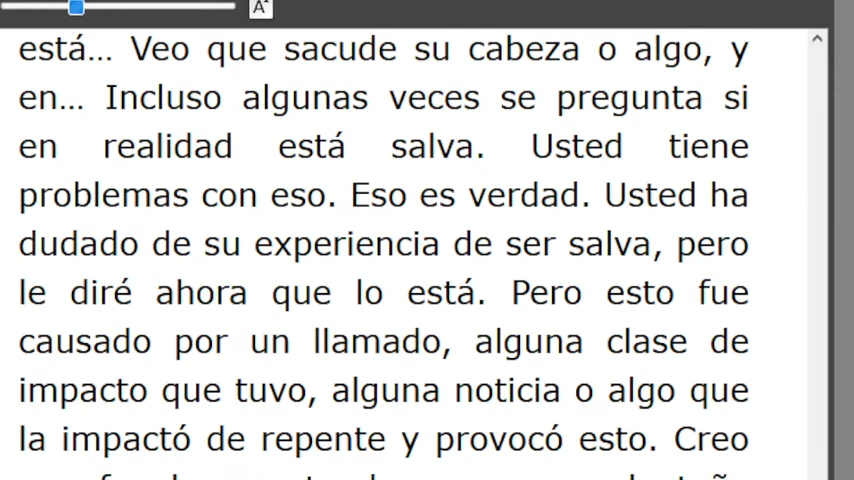 A
está... Veo que sacude su cabeza o algo, y
en... Incluso algunas veces se pregunta si
en realidad está salva. Usted tiene
problemas con eso. Eso es verdad. Usted ha
dudado de su experiencia de ser salva, pero
le diré ahora que lo está. Pero esto fue
causado por un llamado, alguna clase de
impacto que tuvo, alguna noticia o algo que
la impactó de repente y provocó esto. Creo